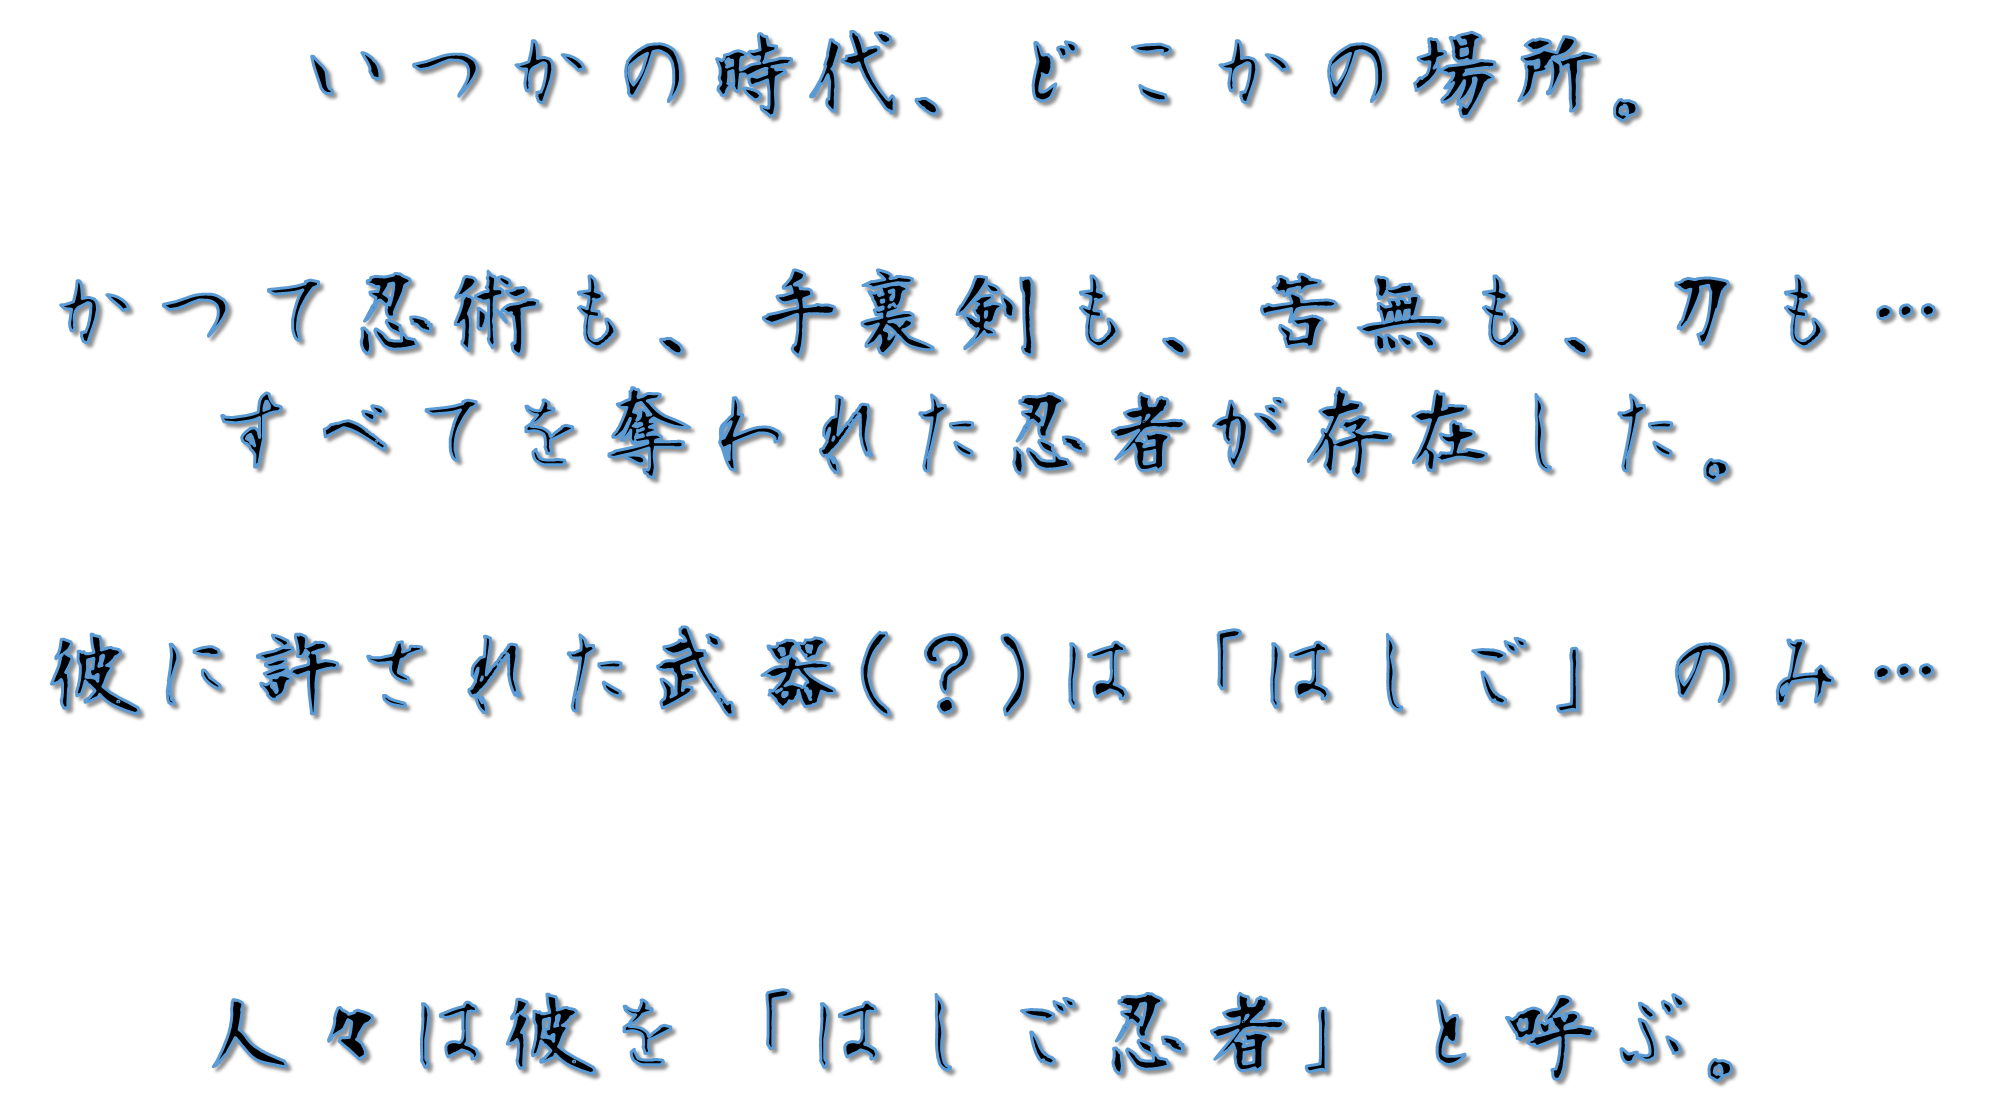 いつかの時代、どこかの場所。
かつて忍術も、手裏剣も、苦無も、刀も…
すべてを奪われた忍者が存在した。
彼に許された武器(?)は「はしご」のみ…
人々は彼を「はしご忍者」と呼ぶ。